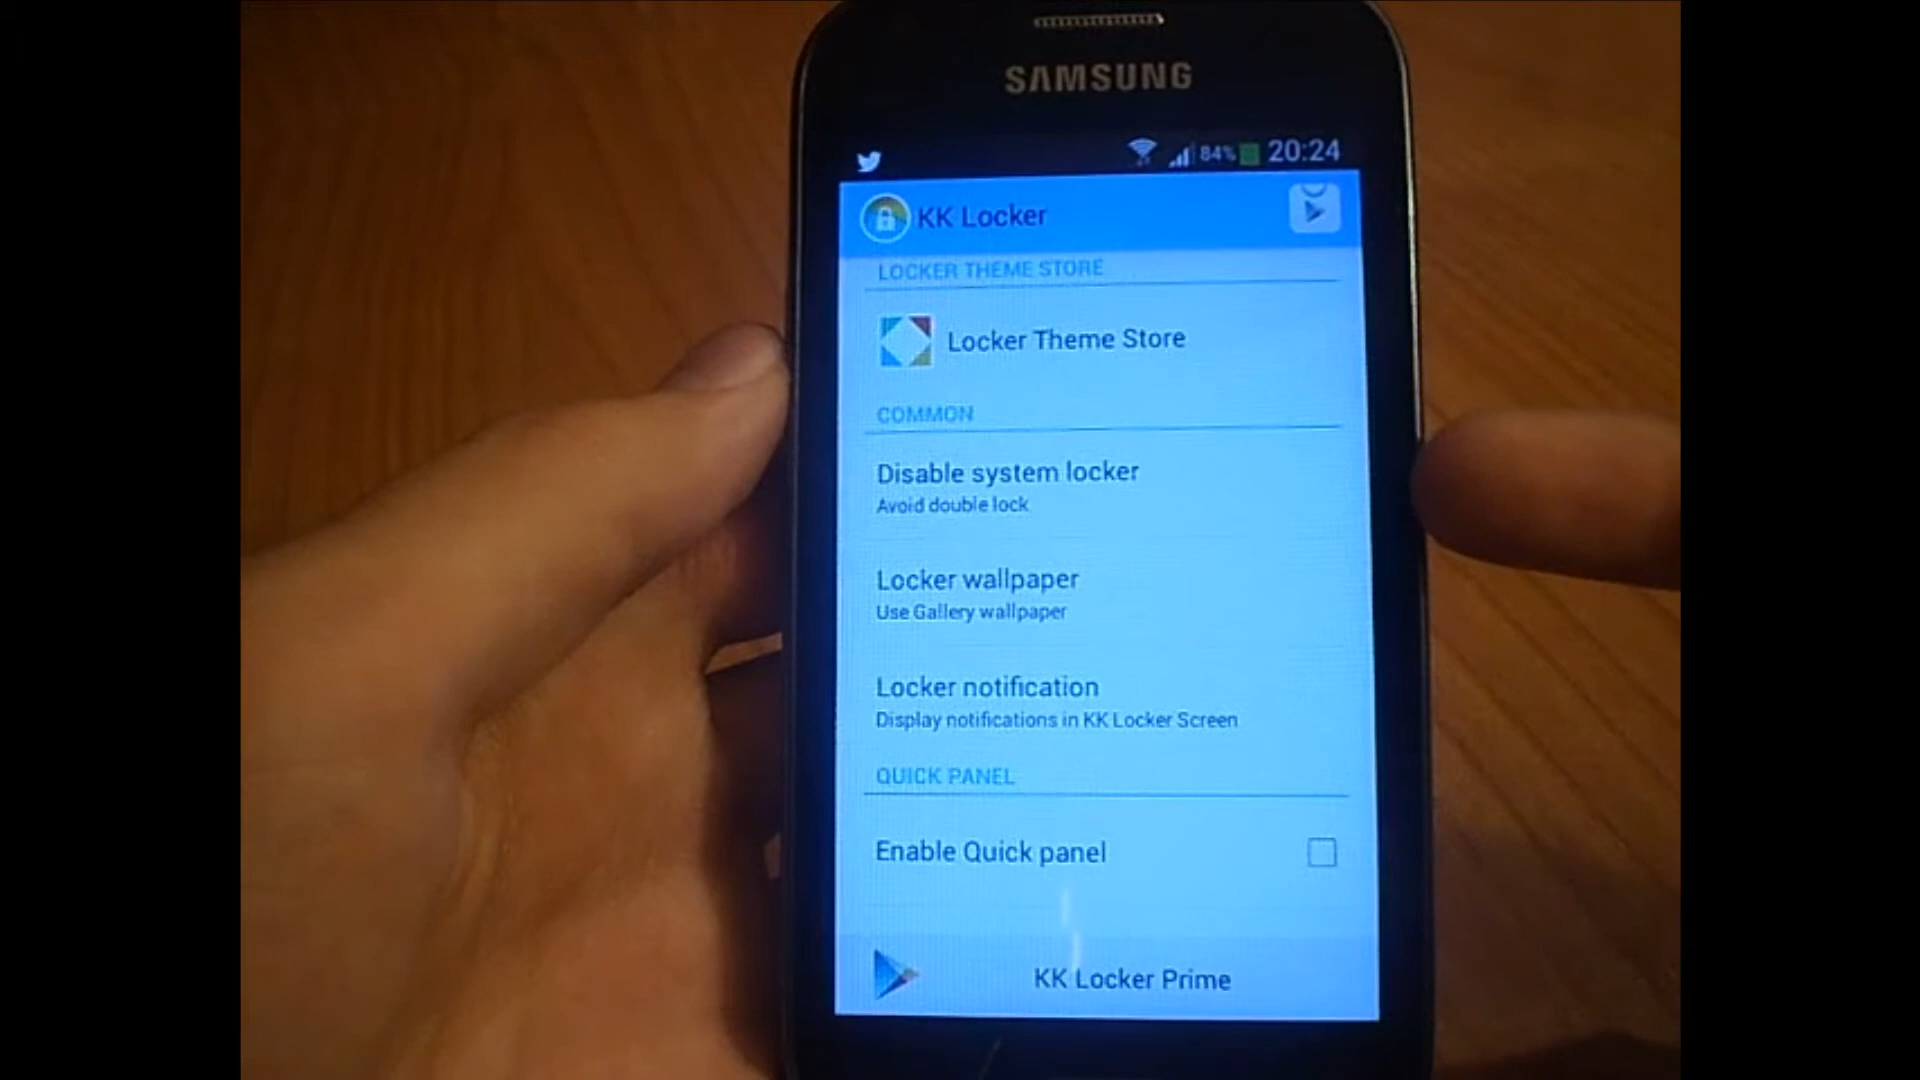 SAMSUNG
84% 20:24
KK Locker
LOCKER THEME STORE
Locker Theme Store
COMMON
Disable system locker
Avoid double lock
Locker wallpaper
Use Gallery wallpaper
Locker notification
Display notifications in KK Locker Screen
QUICK PANEL
Enable Quick panel
KK Locker Prime